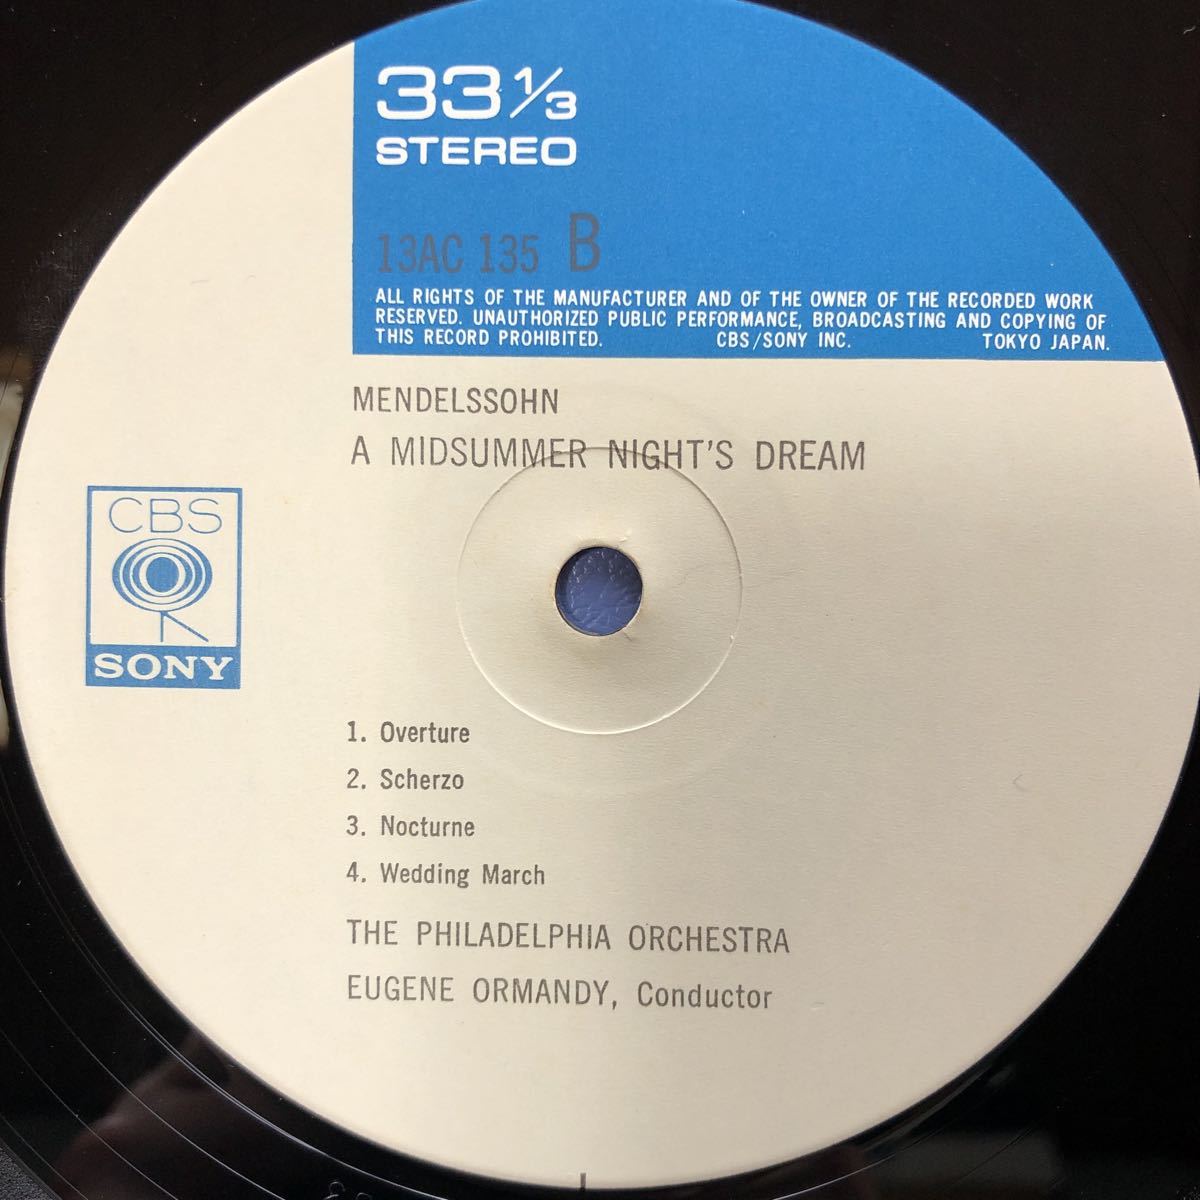 33 1/3
STEREO
13AC 135 B
ALL RIGHTS OF THE MANUFACTURER AND OF THE OWNER OF THE RECORDED WORK
RESERVED. UNAUTHORIZED PUBLIC PERFORMANCE, BROADCASTING AND COPYING OF
THIS RECORD PROHIBITED. CBS/SONY INC. TOKYO JAPAN.
MENDELSSOHN
A MIDSUMMER NIGHT'S DREAM
CBS
SONY
1. Overture
2. Scherzo
3. Nocturne
4. Wedding March
THE PHILADELPHIA ORCHESTRA
EUGENE ORMANDY, Conductor